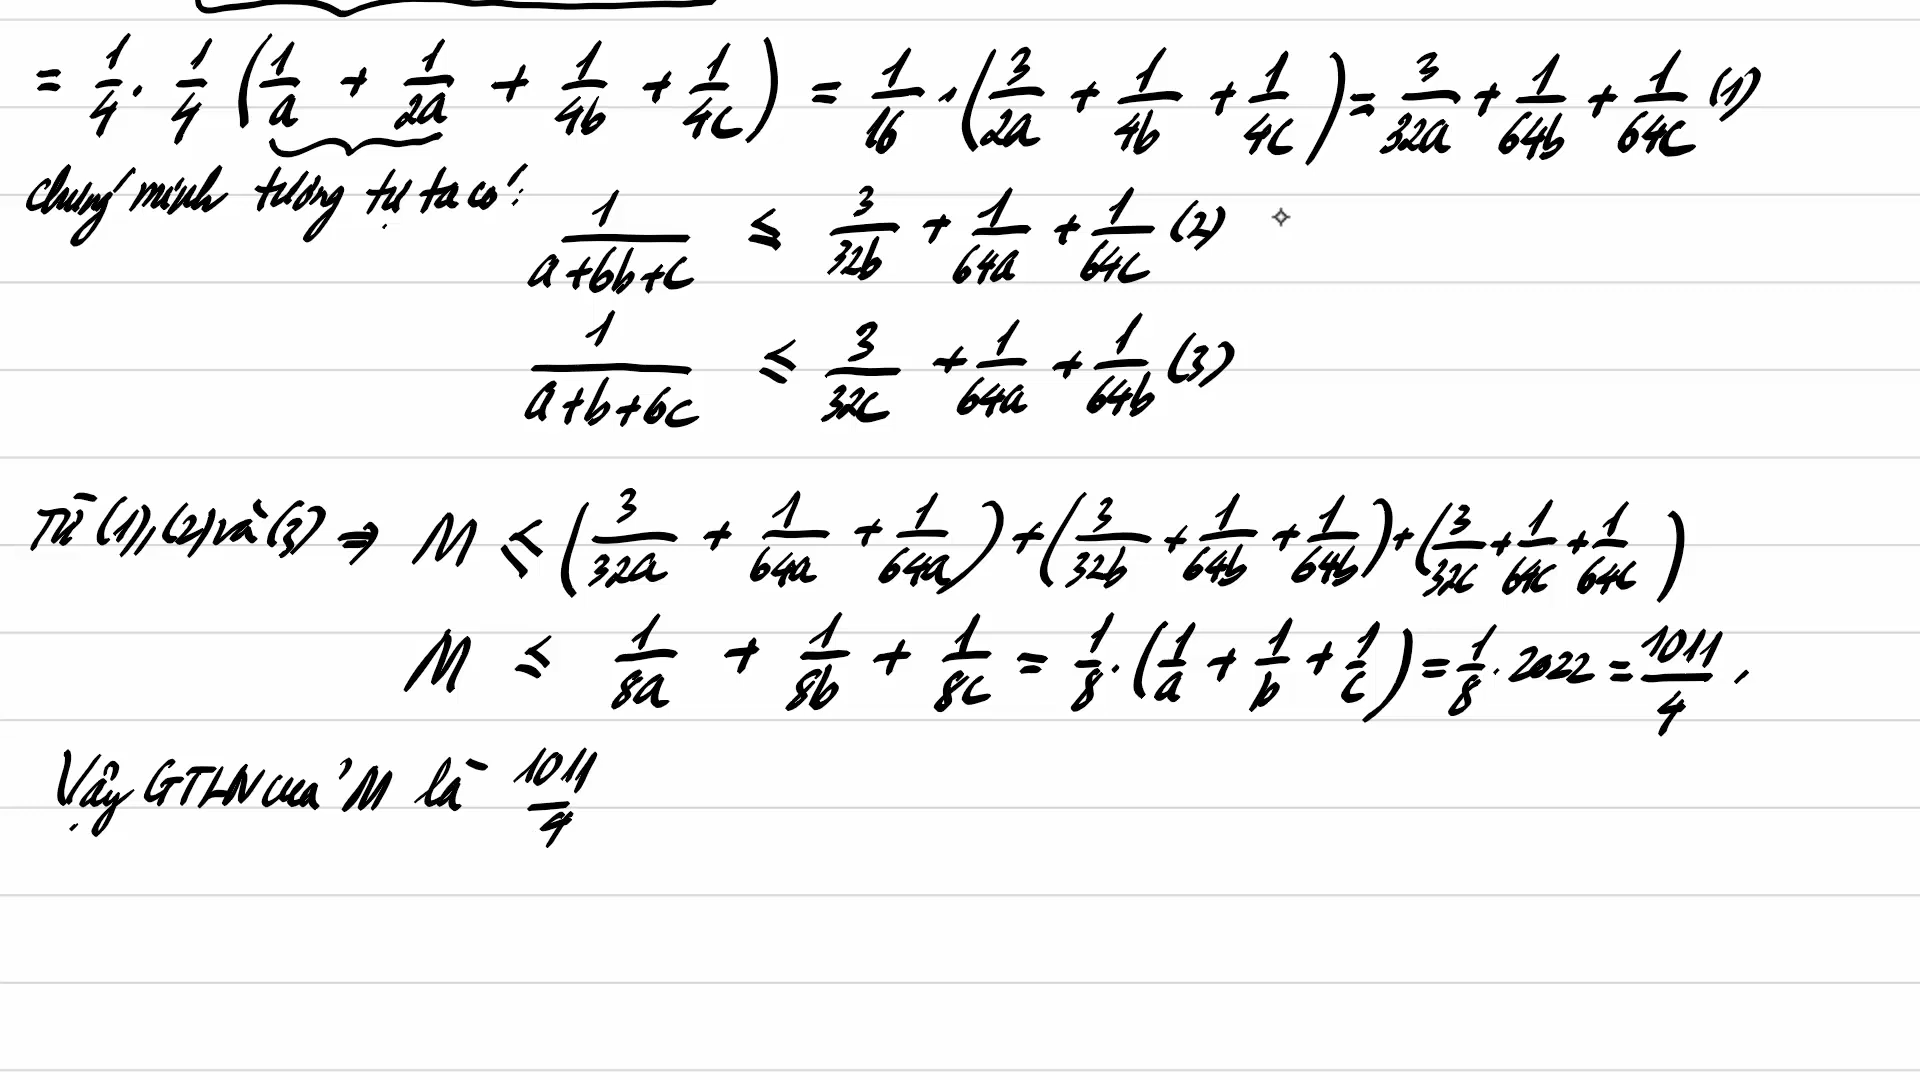 = 1/4 . 1/4 (1/a + 1/2a + 1/4b + 1/4c) = 1/16 . (3/2a + 1/4b + 1/4c) = 3/32a + 1/64b + 1/64c (1)
Chứng minh tương tự ta có:
1/(a+6b+c) ≤ 3/32b + 1/64a + 1/64c (2)
1/(a+b+6c) ≤ 3/32c + 1/64a + 1/64b (3)
Từ (1), (2) và (3) ⇒ M ≤ (3/32a + 1/64a + 1/64a) + (3/32b + 1/64b + 1/64b) + (3/32c + 1/64c + 1/64c)
M ≤ 1/8a + 1/8b + 1/8c = 1/8 . (1/a + 1/b + 1/c) = 1/8 . 2022 = 1011/4 .
Vậy GTLN của M là 1011/4